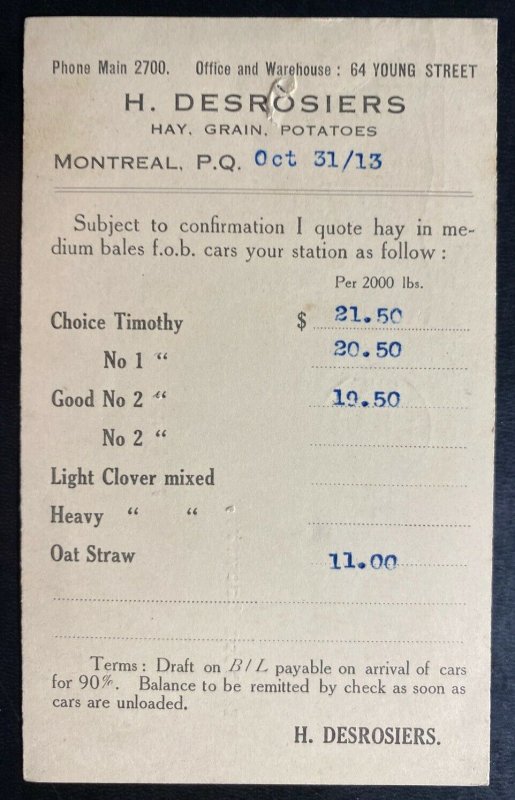 Phone Main 2700. Office and Warehouse : 64 YOUNG STREET
H. DESROSIERS
HAY, GRAIN, POTATOES
MONTREAL, P.Q. Oct 31/13
Subject to confirmation I quote hay in me-
dium bales f.o.b. cars your station as follow :
Per 2000 lbs.
Choice Timothy $ 21.50
No 1 “ 20.50
Good No 2 “ 19.50
No 2 “
Light Clover mixed
Heavy “ “
Oat Straw 11.00
Terms : Draft on B/L payable on arrival of cars
for 90%. Balance to be remitted by check as soon as
cars are unloaded.
H. DESROSIERS.